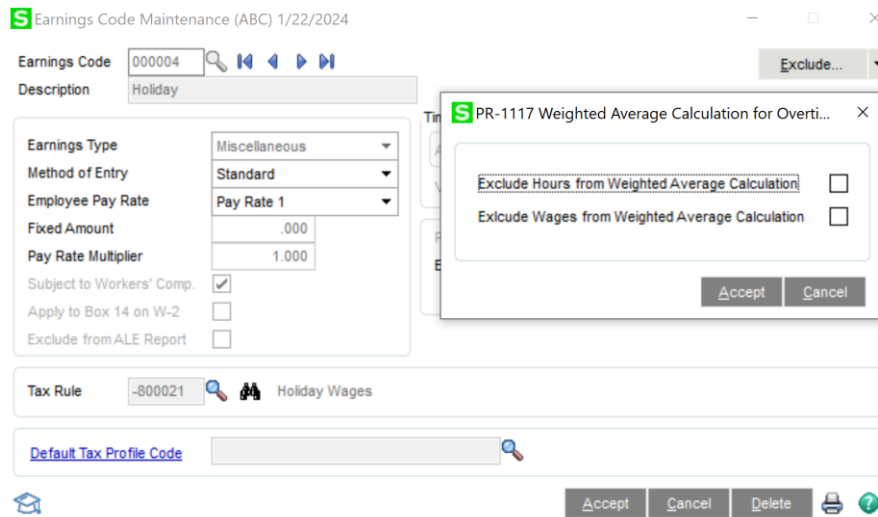 S Earnings Code Maintenance (ABC) 1/22/2024
Earnings Code 000004
Exclude...
Description Holiday
S PR-1117 Weighted Average Calculation for Overti...
Exclude Hours from Weighted Average Calculation
Exlcude Wages from Weighted Average Calculation
Accept Cancel
Earnings Type Miscellaneous
Method of Entry Standard
Employee Pay Rate Pay Rate 1
Fixed Amount .000
Pay Rate Multiplier 1.000
Subject to Workers' Comp.
Apply to Box 14 on W-2
Exclude from ALE Report
Tax Rule -800021 Holiday Wages
Default Tax Profile Code
Accept Cancel Delete